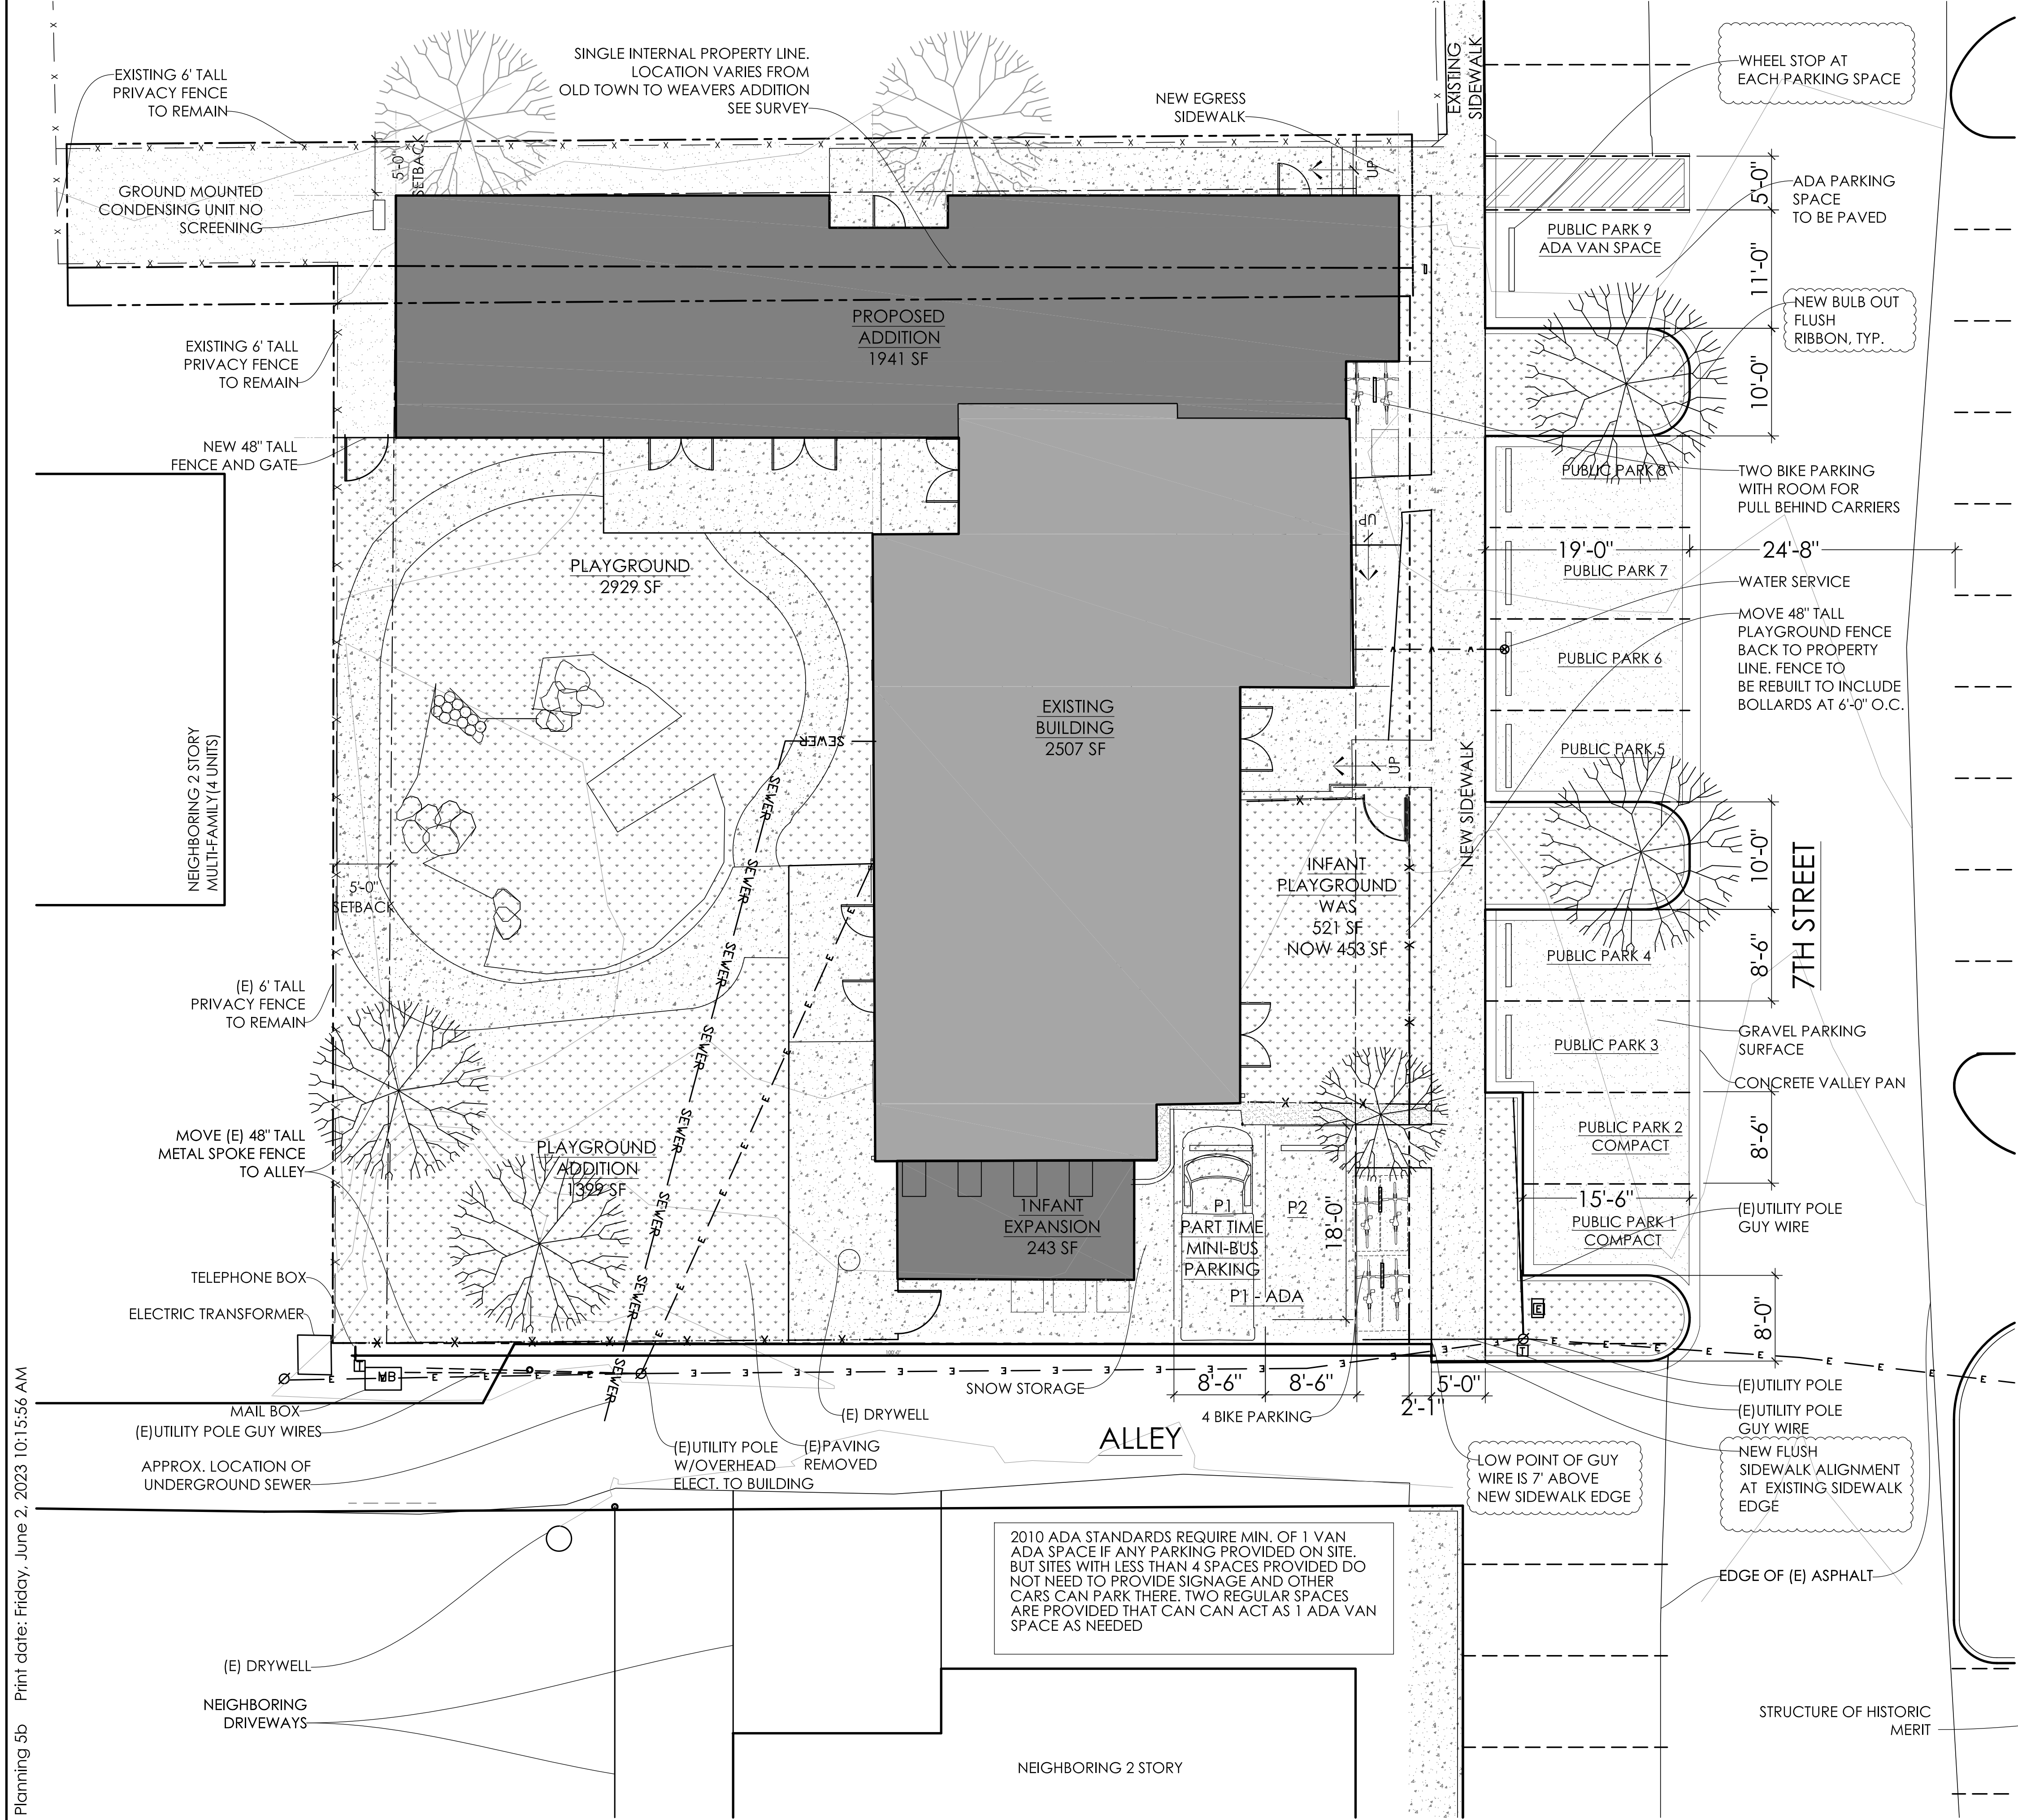 EXISTING 6' TALL
PRIVACY FENCE
TO REMAIN
SINGLE INTERNAL PROPERTY LINE.
LOCATION VARIES FROM
OLD TOWN TO WEAVERS ADDITION
SEE SURVEY
NEW EGRESS
SIDEWALK
EXISTING
SIDEWALK
WHEEL STOP AT
EACH PARKING SPACE
5'-0"
SETBACK
UP
GROUND MOUNTED
CONDENSING UNIT NO
SCREENING
5'-0"
ADA PARKING
SPACE
TO BE PAVED
PUBLIC PARK 9
ADA VAN SPACE
11'-0"
NEW BULB OUT
FLUSH
RIBBON, TYP.
PROPOSED
ADDITION
1941 SF
EXISTING 6' TALL
PRIVACY FENCE
TO REMAIN
10'-0"
NEW 48" TALL
FENCE AND GATE
PUBLIC PARK 8
TWO BIKE PARKING
WITH ROOM FOR
PULL BEHIND CARRIERS
UP
19'-0"
24'-8"
PLAYGROUND
2929 SF
PUBLIC PARK 7
WATER SERVICE
MOVE 48" TALL
PLAYGROUND FENCE
BACK TO PROPERTY
LINE. FENCE TO
BE REBUILT TO INCLUDE
BOLLARDS AT 6'-0" O.C.
PUBLIC PARK 6
EXISTING
BUILDING
2507 SF
NEIGHBORING 2 STORY
MULTI-FAMILY(4 UNITS)
SEWER
SEWER
SEWER
SEWER
SEWER
SEWER
SEWER
SEWER
SEWER
SEWER
PUBLIC PARK 5
UP
NEW SIDEWALK
10'-0"
7TH STREET
INFANT
PLAYGROUND
WAS
521 SF
NOW 453 SF
5'-0"
SETBACK
8'-6"
PUBLIC PARK 4
(E) 6' TALL
PRIVACY FENCE
TO REMAIN
GRAVEL PARKING
SURFACE
PUBLIC PARK 3
CONCRETE VALLEY PAN
MOVE (E) 48" TALL
METAL SPOKE FENCE
TO ALLEY
PLAYGROUND
ADDITION
1399 SF
PUBLIC PARK 2
COMPACT
8'-6"
15'-6"
1NFANT
EXPANSION
243 SF
P1
PART TIME
MINI-BUS
PARKING
P2
18'-0"
P1 - ADA
PUBLIC PARK 1
COMPACT
(E)UTILITY POLE
GUY WIRE
TELEPHONE BOX
ELECTRIC TRANSFORMER
8'-0"
E
T
T
MB
100'-0"
SNOW STORAGE
8'-6"
8'-6"
5'-0"
2'-1"
MAIL BOX
(E)UTILITY POLE GUY WIRES
(E) DRYWELL
4 BIKE PARKING
(E)UTILITY POLE
(E)UTILITY POLE
GUY WIRE
ALLEY
APPROX. LOCATION OF
UNDERGROUND SEWER
(E)UTILITY POLE
W/OVERHEAD
ELECT. TO BUILDING
(E)PAVING
REMOVED
LOW POINT OF GUY
WIRE IS 7' ABOVE
NEW SIDEWALK EDGE
NEW FLUSH
SIDEWALK ALIGNMENT
AT EXISTING SIDEWALK
EDGE
2010 ADA STANDARDS REQUIRE MIN. OF 1 VAN
ADA SPACE IF ANY PARKING PROVIDED ON SITE.
BUT SITES WITH LESS THAN 4 SPACES PROVIDED DO
NOT NEED TO PROVIDE SIGNAGE AND OTHER
CARS CAN PARK THERE. TWO REGULAR SPACES
ARE PROVIDED THAT CAN CAN ACT AS 1 ADA VAN
SPACE AS NEEDED
EDGE OF (E) ASPHALT
(E) DRYWELL
NEIGHBORING
DRIVEWAYS
STRUCTURE OF HISTORIC
MERIT
NEIGHBORING 2 STORY
Planning 5b Print date: Friday, June 2, 2023 10:15:56 AM